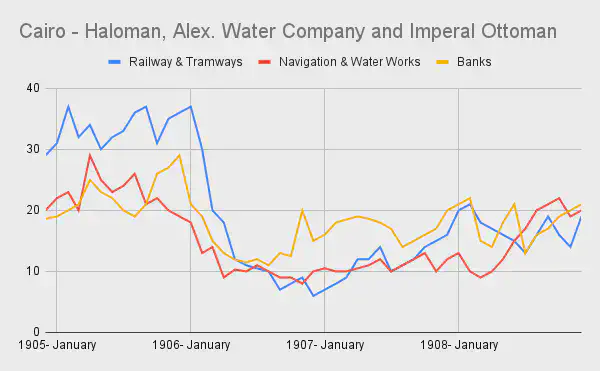 Cairo - Haloman, Alex. Water Company and Imperal Ottoman
Railway & Tramways Navigation & Water Works Banks
40
30
20
10
0
1905- January 1906- January 1907- January 1908- January